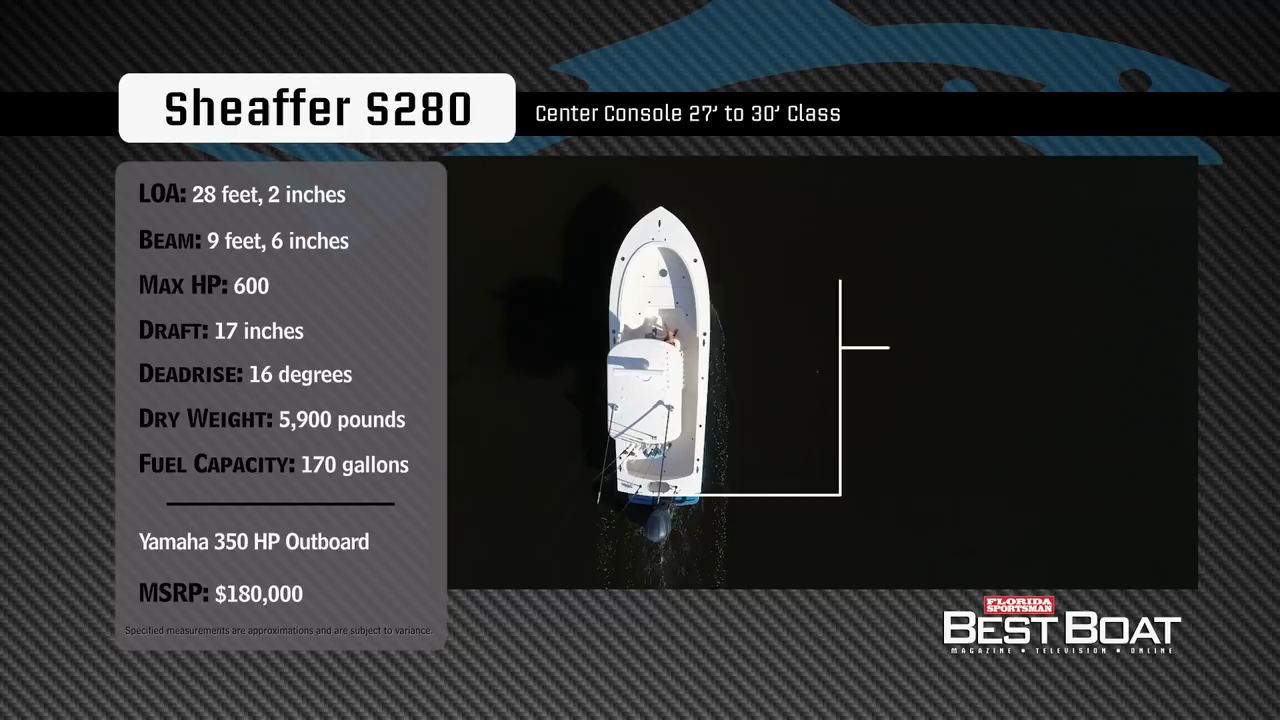 Sheaffer S280
Center Console 27' to 30' Class
LOA: 28 feet, 2 inches
BEAM: 9 feet, 6 inches
MAX HP: 600
DRAFT: 17 inches
DEADRISE: 16 degrees
DRY WEIGHT: 5,900 pounds
FUEL CAPACITY: 170 gallons
Yamaha 350 HP Outboard
MSRP: $180,000
Specified measurements are approximations and are subject to variance.
FLORIDA
SPORTSMAN
BEST BOAT
MAGAZINE • TELEVISION • ONLINE